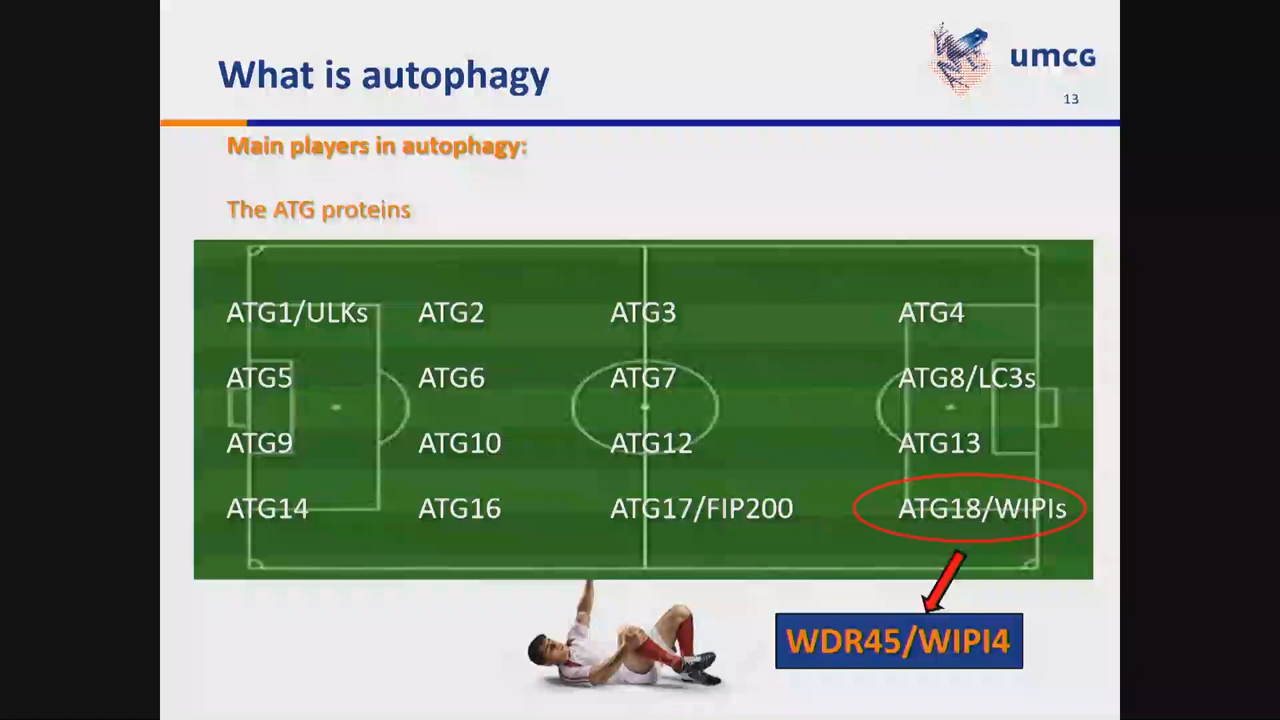 What is autophagy
umcg
13
Main players in autophagy:
The ATG proteins
ATG1/ULKs ATG2 ATG3 ATG4
ATG5 ATG6 ATG7 ATG8/LC3s
ATG9 ATG10 ATG12 ATG13
ATG14 ATG16 ATG17/FIP200 ATG18/WIPIs
WDR45/WIPI4